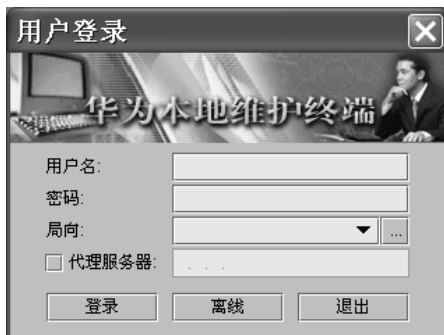 用户登录
华为本地维护终端
用户名:
密码:
局向:
...
代理服务器:
. . .
登录 离线 退出